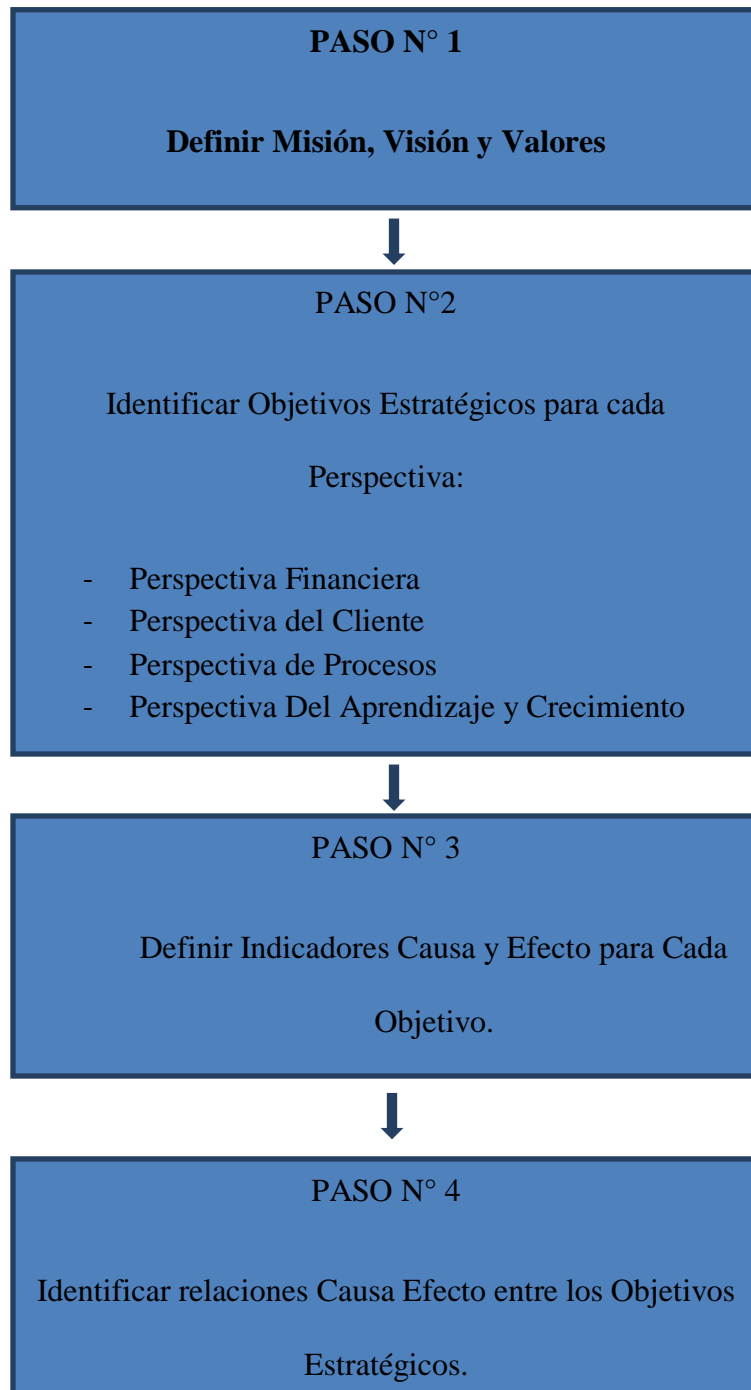 PASO N° 1
Definir Misión, Visión y Valores
PASO N°2
Identificar Objetivos Estratégicos para cada
Perspectiva:
- Perspectiva Financiera
- Perspectiva del Cliente
- Perspectiva de Procesos
- Perspectiva Del Aprendizaje y Crecimiento
PASO N° 3
Definir Indicadores Causa y Efecto para Cada
Objetivo.
PASO N° 4
Identificar relaciones Causa Efecto entre los Objetivos
Estratégicos.